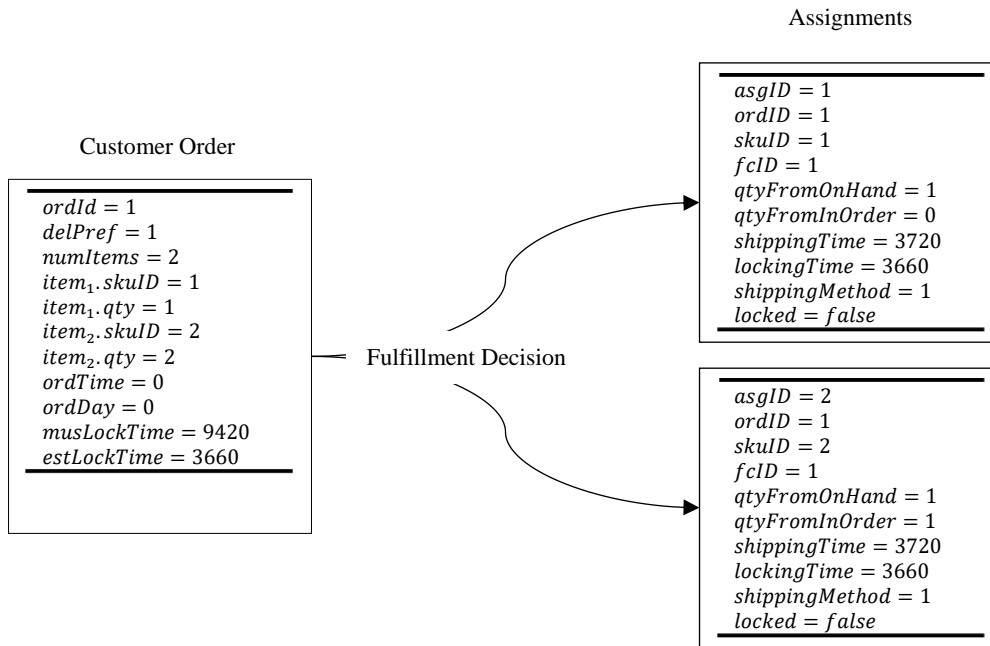 Assignments
Customer Order
ordId = 1
delPref = 1
numItems = 2
item₁.skuID = 1
item₁.qty = 1
item₂.skuID = 2
item₂.qty = 2
ordTime = 0
ordDay = 0
musLockTime = 9420
estLockTime = 3660
Fulfillment Decision
asgID = 1
ordID = 1
skuID = 1
fcID = 1
qtyFromOnHand = 1
qtyFromInOrder = 0
shippingTime = 3720
lockingTime = 3660
shippingMethod = 1
locked = false
asgID = 2
ordID = 1
skuID = 2
fcID = 1
qtyFromOnHand = 1
qtyFromInOrder = 1
shippingTime = 3720
lockingTime = 3660
shippingMethod = 1
locked = false